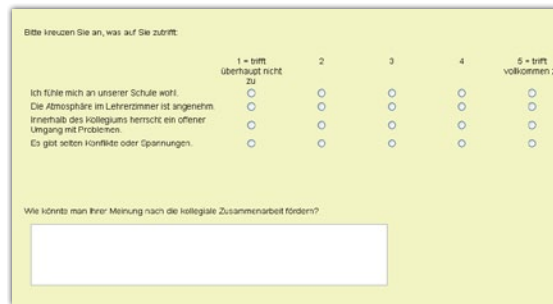 Bitte kreuzen Sie an, was auf Sie zutrifft:
1 = trifft überhaupt nicht zu 2 3 4 5 = trifft vollkommen
Ich fühle mich an unserer Schule wohl.
Die Atmosphäre im Lehrerzimmer ist angenehm.
Innerhalb des Kollegiums herrscht ein offener
Umgang mit Problemen.
Es gibt selten Konflikte oder Spannungen.
Wie könnte man Ihrer Meinung nach die kollegiale Zusammenarbeit fördern?